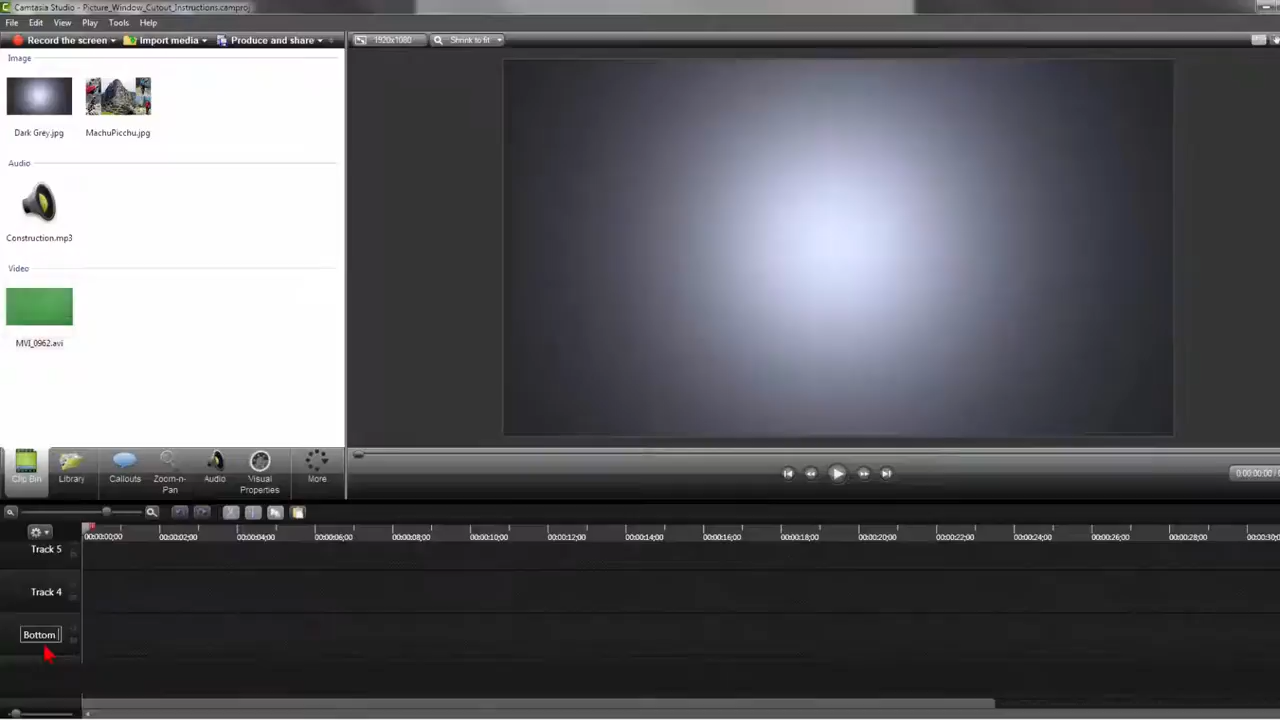 Camtasia Studio - Picture_Window_Cutout_Instructions.camproj
File Edit View Play Tools Help
Record the screen Import media Produce and share
1920x1080 Shrink to fit
Image
Dark Grey.jpg MachuPicchu.jpg
Audio
Construction.mp3
Video
MVI_0962.avi
Clip Bin Library Callouts Zoom-n-Pan Audio Visual Properties More
0:00:00:00 /
00:00:00;00 00:00:02;00 00:00:04;00 00:00:06;00 00:00:08;00 00:00:10;00 00:00:12;00 00:00:14;00 00:00:16;00 00:00:18;00 00:00:20;00 00:00:22;00 00:00:24;00 00:00:26;00 00:00:28;00 00:00:30
Track 5
Track 4
Bottom